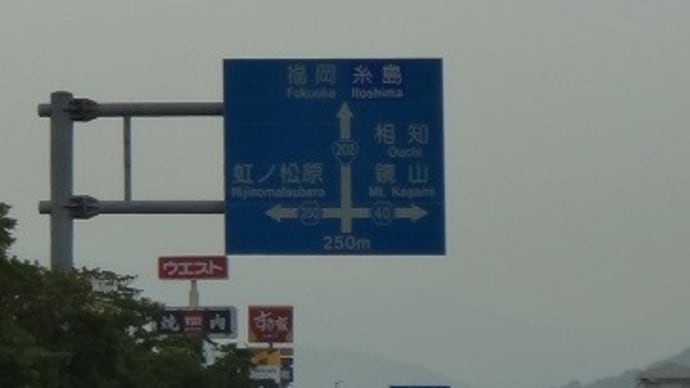 福岡 糸島
Fukuoka Itoshima
202
相知
Ouchi
虹ノ松原
Nijinomatsubara
鏡山
Mt. Kagami
250
40
250m
ウエスト
焼肉
すき家